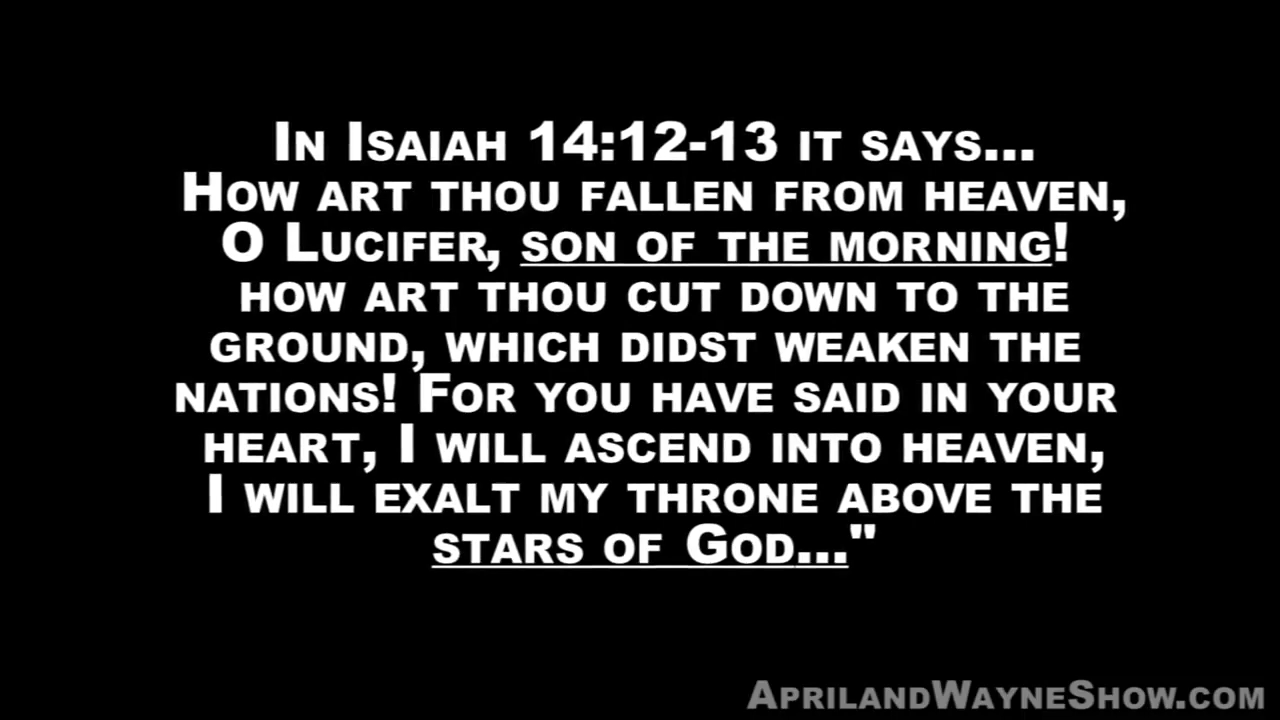 In Isaiah 14:12-13 it says...
How art thou fallen from heaven,
O Lucifer, son of the morning!
how art thou cut down to the
ground, which didst weaken the
nations! For you have said in your
heart, I will ascend into heaven,
I will exalt my throne above the
stars of God..."
AprilandWayneShow.com